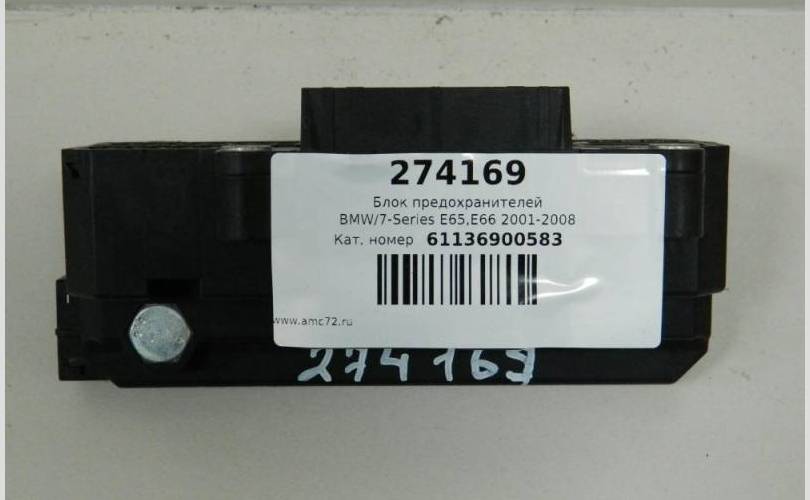 274169
Блок предохранителей
BMW/7-Series E65,E66 2001-2008
Кат. номер 61136900583
www.amc72.ru
274169